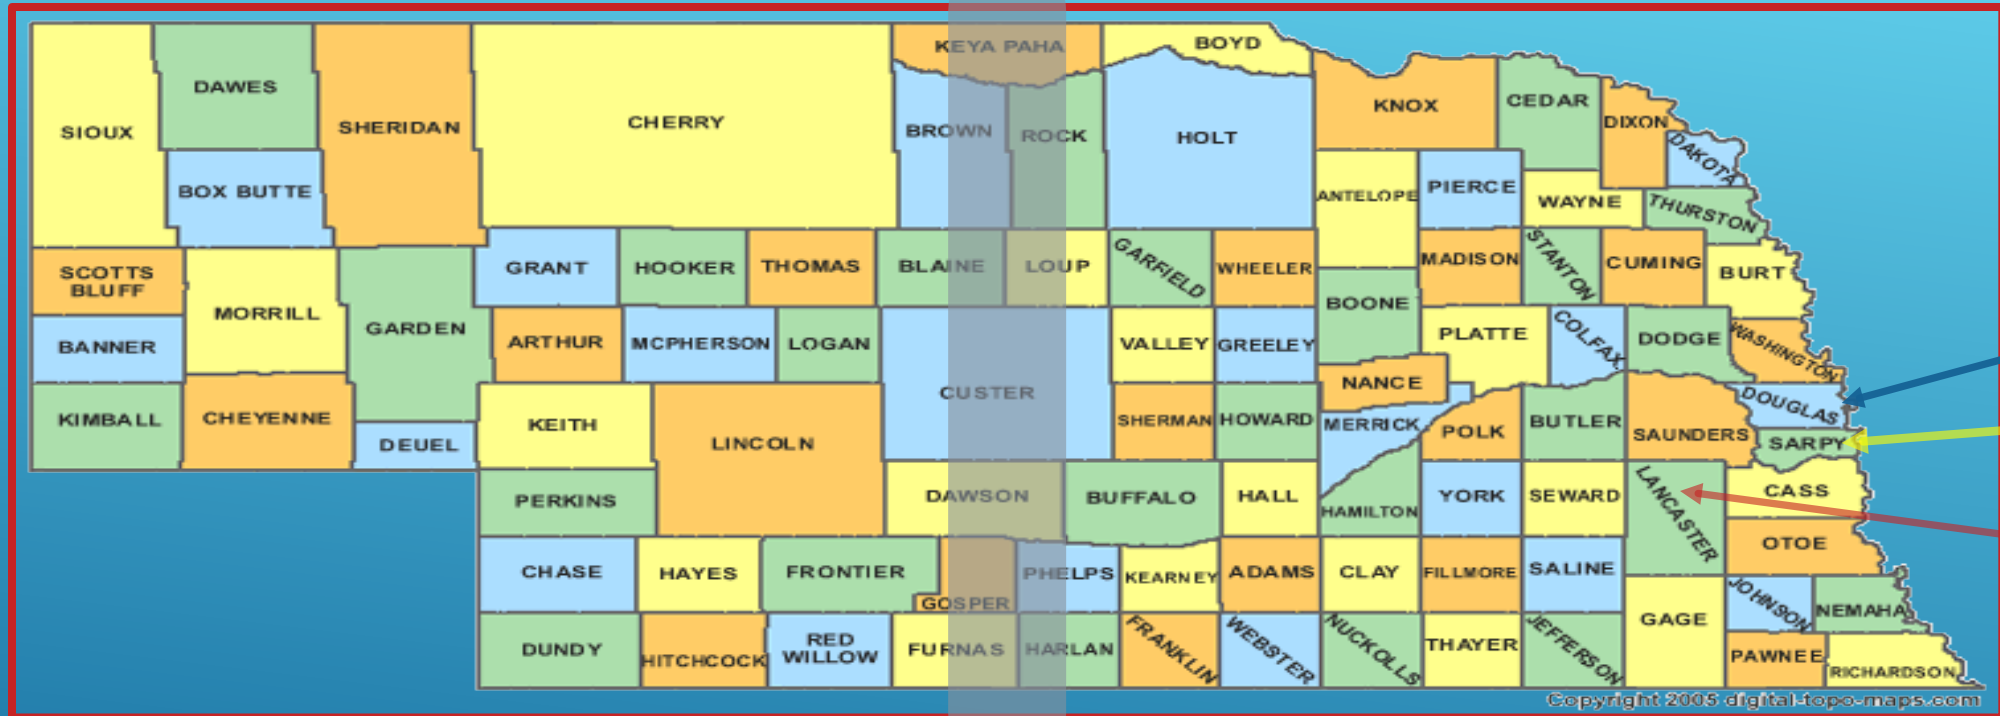 KEYA PAHA
BOYD
DAWES
SIOUX
SHERIDAN
CHERRY
BROWN
ROCK
HOLT
KNOX
CEDAR
DIXON
DAKOTA
BOX BUTTE
ANTELOPE
PIERCE
WAYNE
THURSTON
SCOTTS
BLUFF
MORRILL
GARDEN
GRANT
HOOKER
THOMAS
BLAINE
LOUP
GARFIELD
WHEELER
MADISON
STANTON
CUMING
BURT
BOONE
BANNER
ARTHUR
MCPHERSON
LOGAN
CUSTER
VALLEY
GREELEY
PLATTE
COLFAX
DODGE
WASHINGTON
NANCE
KIMBALL
CHEYENNE
DEUEL
KEITH
LINCOLN
SHERMAN
HOWARD
MERRICK
POLK
BUTLER
SAUNDERS
DOUGLAS
SARPY
PERKINS
DAWSON
BUFFALO
HALL
HAMILTON
YORK
SEWARD
LANCASTER
CASS
OTOE
CHASE
HAYES
FRONTIER
GOSPER
PHELPS
KEARNEY
ADAMS
CLAY
FILLMORE
SALINE
GAGE
JOHNSON
NEMAHA
DUNDY
HITCHCOCK
RED
WILLOW
FURNAS
HARLAN
FRANKLIN
WEBSTER
NUCKOLLS
THAYER
JEFFERSON
PAWNEE
RICHARDSON
Copyright 2005 digital-topo-maps.com